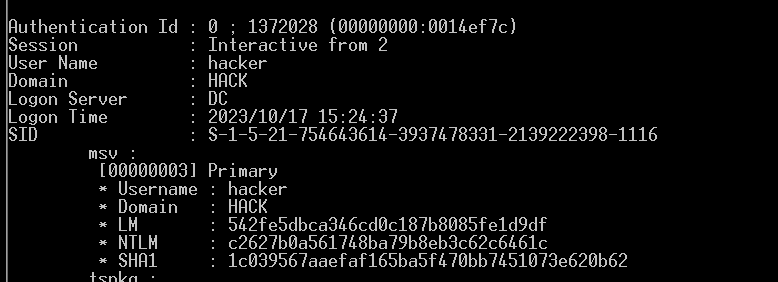 Authentication Id : 0 ; 1372028 (00000000:0014ef7c)
Session : Interactive from 2
User Name : hacker
Domain : HACK
Logon Server : DC
Logon Time : 2023/10/17 15:24:37
SID : S-1-5-21-754643614-3937478331-2139222398-1116
msv :
[00000003] Primary
* Username : hacker
* Domain : HACK
* LM : 542fe5dbca346cd0c187b8085fe1d9df
* NTLM : c2627b0a561748ba79b8eb3c62c6461c
* SHA1 : 1c039567aaefaf165ba5f470bb7451073e620b62
tspkg :